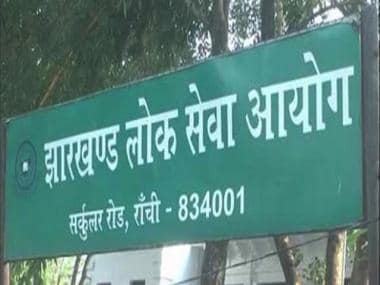 झारखण्ड लोक सेवा आयोग
सर्कुलर रोड, राँची - 834001